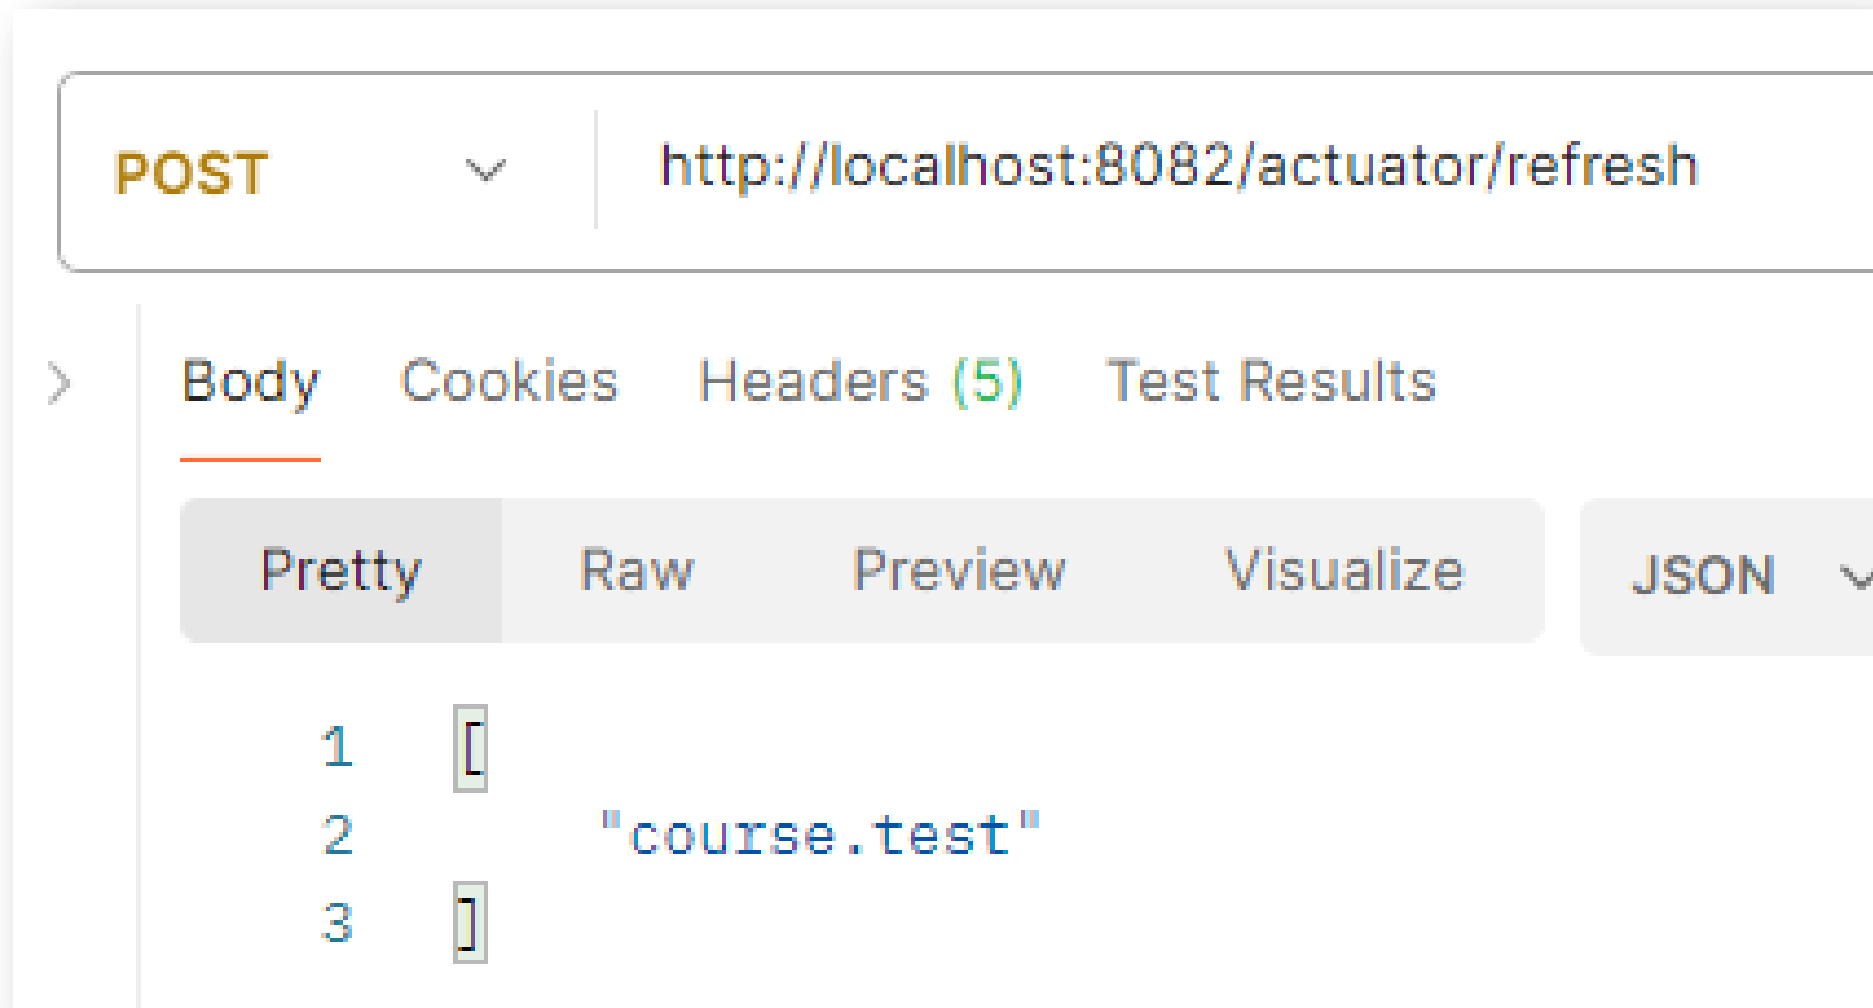 POST http://localhost:8082/actuator/refresh
Body Cookies Headers (5) Test Results
Pretty Raw Preview Visualize JSON
1 [
2 "course.test"
3 ]